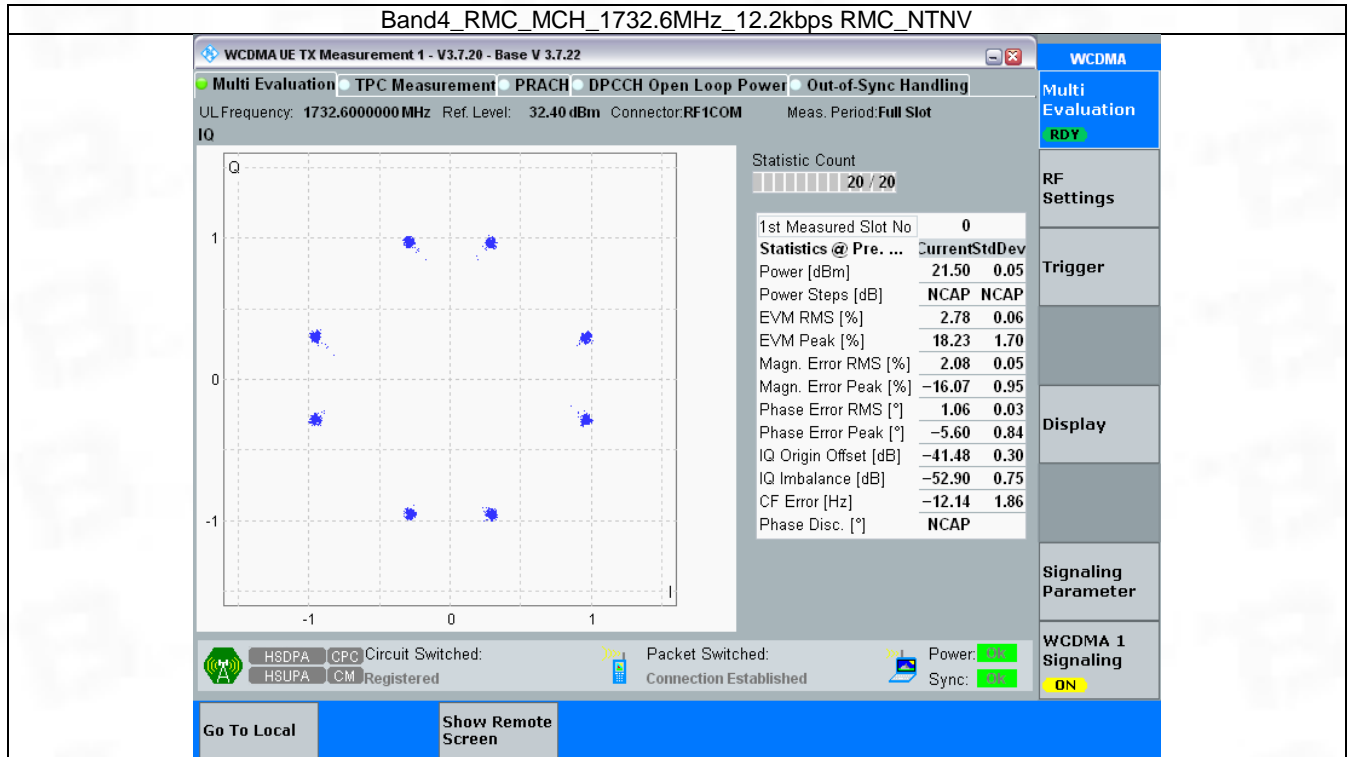 Band4_RMC_MCH_1732.6MHz_12.2kbps RMC_NTNV
WCDMA UE TX Measurement 1 - V3.7.20 - Base V 3.7.22
WCDMA
Multi Evaluation TPC Measurement PRACH DPCCH Open Loop Power Out-of-Sync Handling
Multi
Evaluation
RDY
UL Frequency: 1732.6000000 MHz Ref. Level: 32.40 dBm Connector:RF1COM Meas. Period:Full Slot
IQ
Q
1
0
-1
-1 0 1
I
Statistic Count
20 / 20
1st Measured Slot No 0
Statistics @ Pre. ... Current StdDev
Power [dBm] 21.50 0.05
Power Steps [dB] NCAP NCAP
EVM RMS [%] 2.78 0.06
EVM Peak [%] 18.23 1.70
Magn. Error RMS [%] 2.08 0.05
Magn. Error Peak [%] −16.07 0.95
Phase Error RMS [°] 1.06 0.03
Phase Error Peak [°] −5.60 0.84
IQ Origin Offset [dB] −41.48 0.30
IQ Imbalance [dB] −52.90 0.75
CF Error [Hz] −12.14 1.86
Phase Disc. [°] NCAP
RF
Settings
Trigger
Display
Signaling
Parameter
WCDMA 1
Signaling
ON
HSDPA CPC Circuit Switched: Packet Switched: Power: OK
HSUPA CM Registered Connection Established Sync: OK
Go To Local
Show Remote
Screen